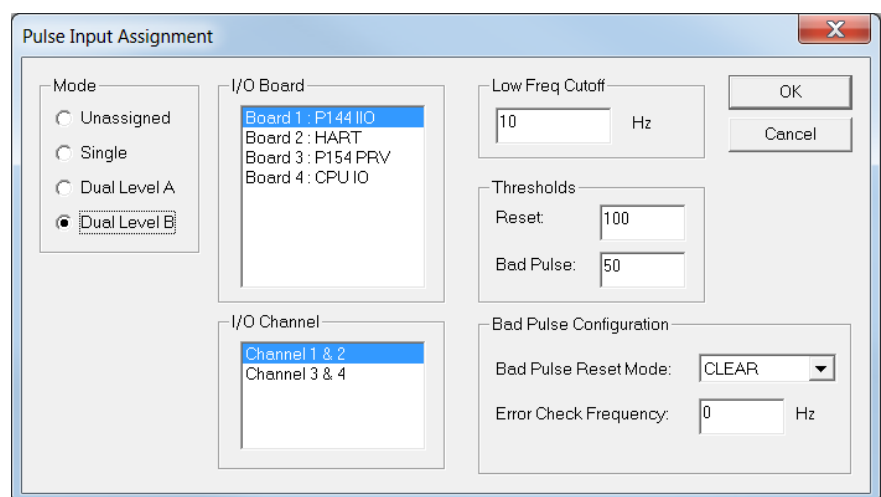 Pulse Input Assignment
X
Mode
Unassigned
Single
Dual Level A
Dual Level B
I/O Board
Board 1 : P144 IIO
Board 2 : HART
Board 3 : P154 PRV
Board 4 : CPU IO
I/O Channel
Channel 1 & 2
Channel 3 & 4
Low Freq Cutoff
10 Hz
Thresholds
Reset: 100
Bad Pulse: 50
Bad Pulse Configuration
Bad Pulse Reset Mode: CLEAR
Error Check Frequency: 0 Hz
OK
Cancel